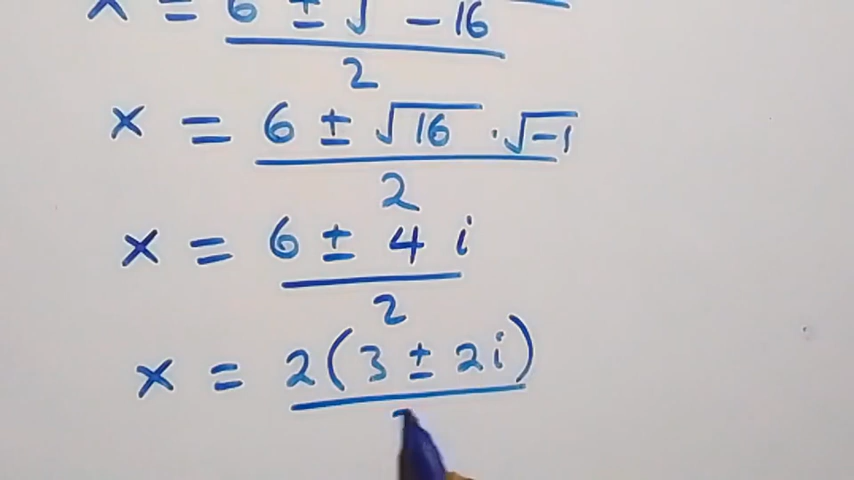 x = 6 ± √-16
2
x = 6 ± √16 · √-1
2
x = 6 ± 4 i
2
x = 2(3 ± 2i)